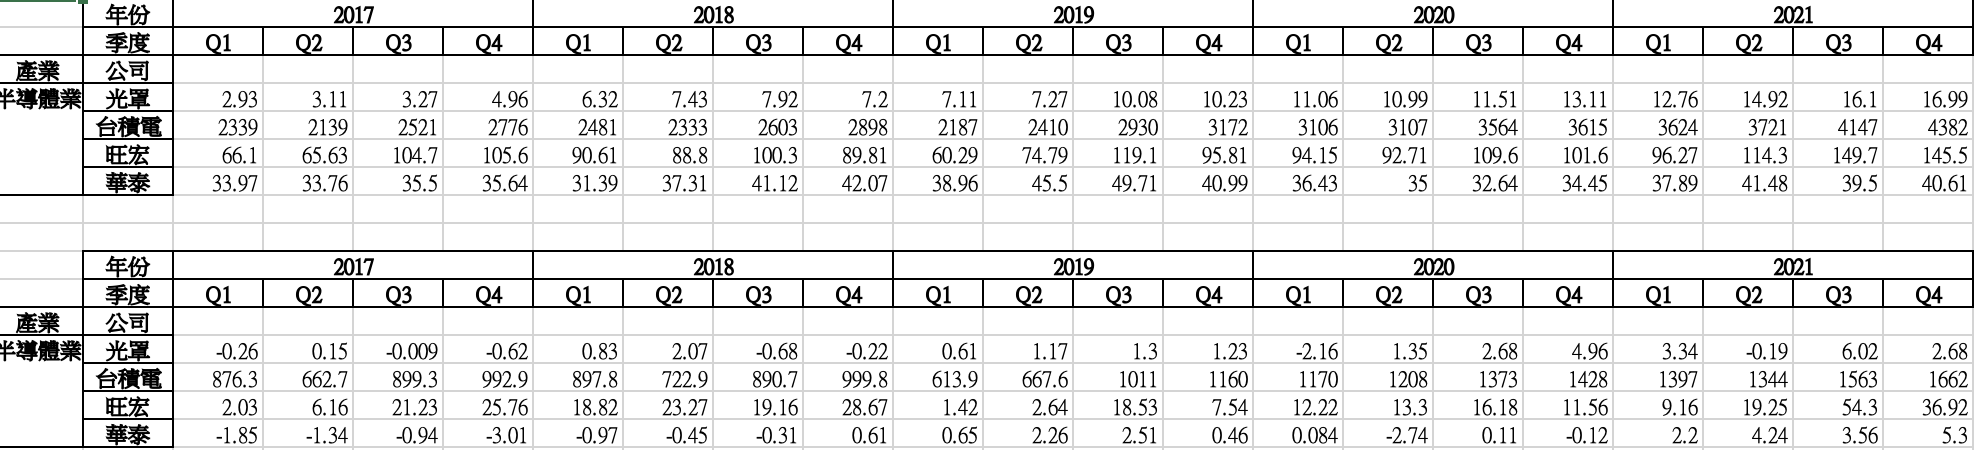 年份 2017 2018 2019 2020 2021
季度 Q1 Q2 Q3 Q4 Q1 Q2 Q3 Q4 Q1 Q2 Q3 Q4 Q1 Q2 Q3 Q4 Q1 Q2 Q3 Q4
產業 公司
半導體業 光罩 2.93 3.11 3.27 4.96 6.32 7.43 7.92 7.2 7.11 7.27 10.08 10.23 11.06 10.99 11.51 13.11 12.76 14.92 16.1 16.99
台積電 2339 2139 2521 2776 2481 2333 2603 2898 2187 2410 2930 3172 3106 3107 3564 3615 3624 3721 4147 4382
旺宏 66.1 65.63 104.7 105.6 90.61 88.8 100.3 89.81 60.29 74.79 119.1 95.81 94.15 92.71 109.6 101.6 96.27 114.3 149.7 145.5
華泰 33.97 33.76 35.5 35.64 31.39 37.31 41.12 42.07 38.96 45.5 49.71 40.99 36.43 35 32.64 34.45 37.89 41.48 39.5 40.61
年份 2017 2018 2019 2020 2021
季度 Q1 Q2 Q3 Q4 Q1 Q2 Q3 Q4 Q1 Q2 Q3 Q4 Q1 Q2 Q3 Q4 Q1 Q2 Q3 Q4
產業 公司
半導體業 光罩 -0.26 0.15 -0.009 -0.62 0.83 2.07 -0.68 -0.22 0.61 1.17 1.3 1.23 -2.16 1.35 2.68 4.96 3.34 -0.19 6.02 2.68
台積電 876.3 662.7 899.3 992.9 897.8 722.9 890.7 999.8 613.9 667.6 1011 1160 1170 1208 1373 1428 1397 1344 1563 1662
旺宏 2.03 6.16 21.23 25.76 18.82 23.27 19.16 28.67 1.42 2.64 18.53 7.54 12.22 13.3 16.18 11.56 9.16 19.25 54.3 36.92
華泰 -1.85 -1.34 -0.94 -3.01 -0.97 -0.45 -0.31 0.61 0.65 2.26 2.51 0.46 0.084 -2.74 0.11 -0.12 2.2 4.24 3.56 5.3